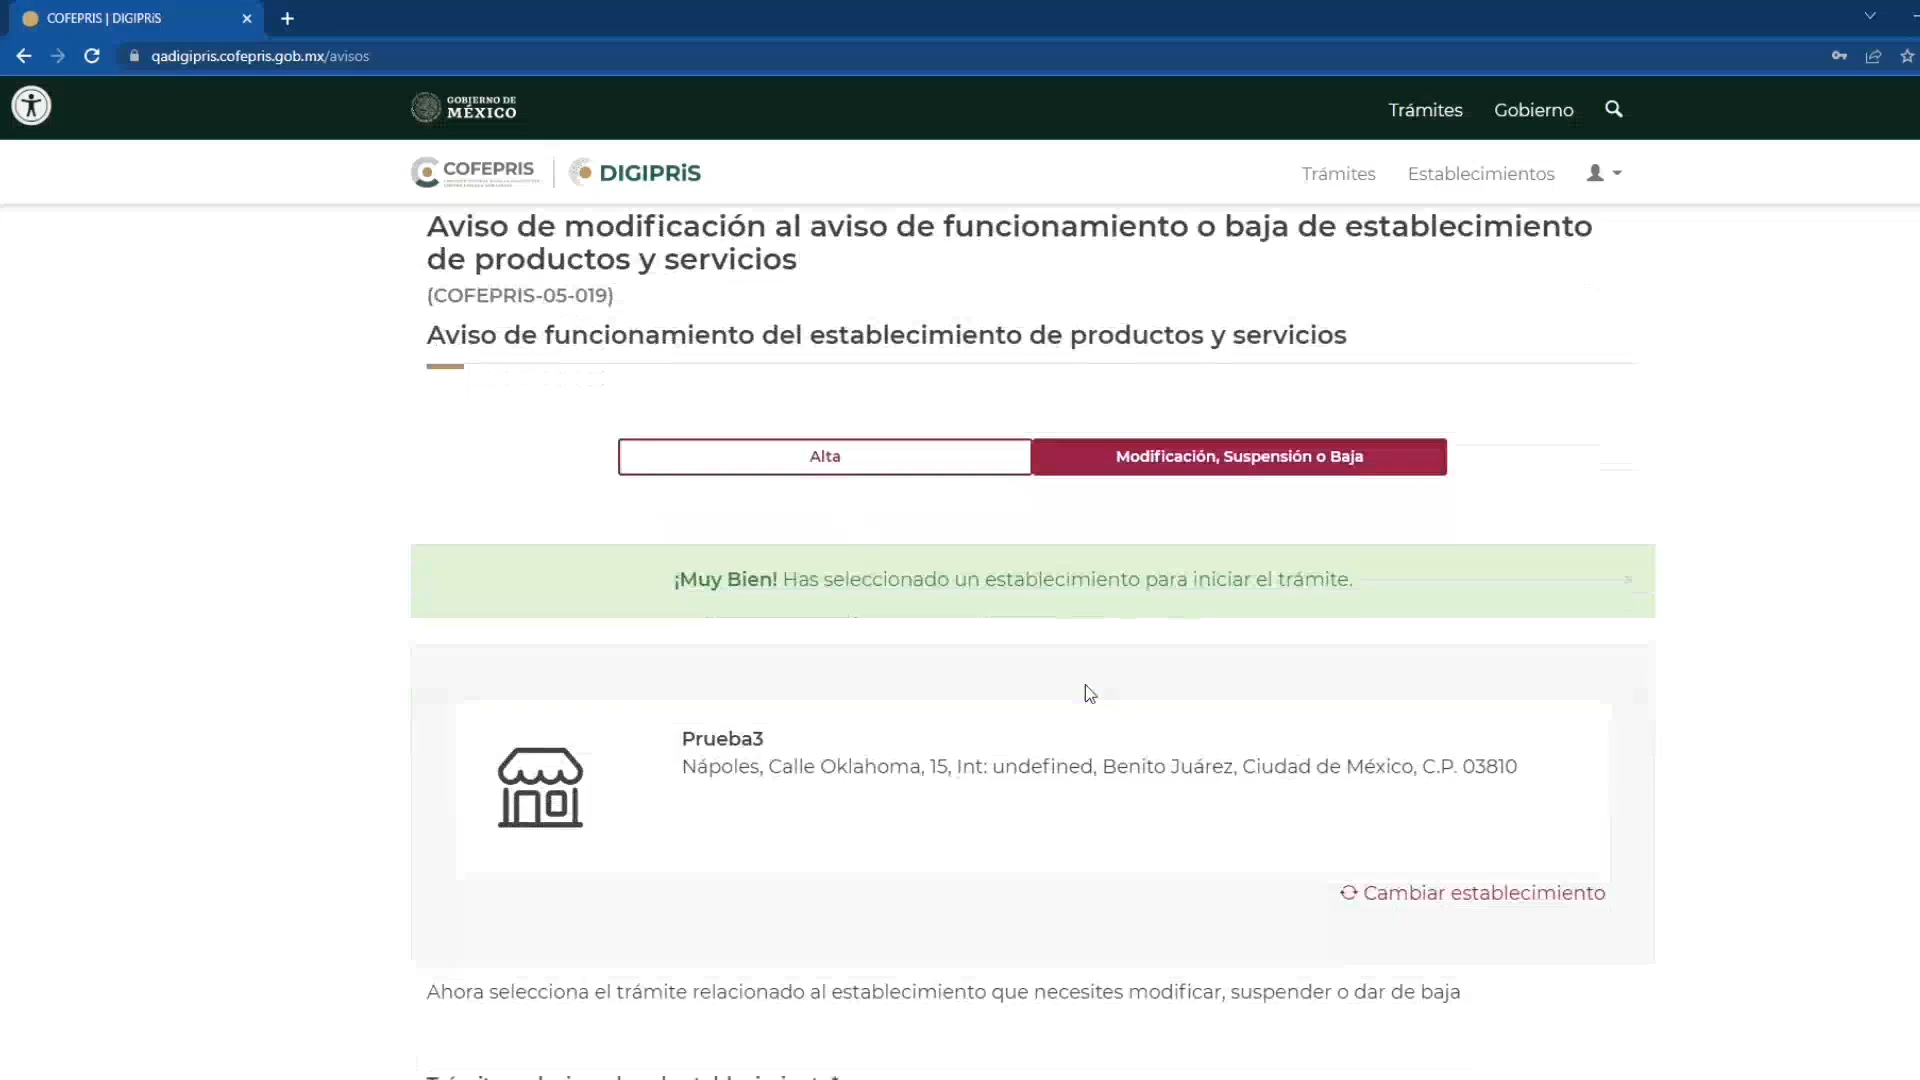 COFEPRIS | DIGIPRiS
qadigipris.cofepris.gob.mx/avisos
GOBIERNO DE
MÉXICO
Trámites
Gobierno
COFEPRIS
DIGIPRiS
Trámites
Establecimientos
Aviso de modificación al aviso de funcionamiento o baja de establecimiento
de productos y servicios
(COFEPRIS-05-019)
Aviso de funcionamiento del establecimiento de productos y servicios
Alta
Modificación, Suspensión o Baja
¡Muy Bien! Has seleccionado un establecimiento para iniciar el trámite.
Prueba3
Nápoles, Calle Oklahoma, 15, Int: undefined, Benito Juárez, Ciudad de México, C.P. 03810
Cambiar establecimiento
Ahora selecciona el trámite relacionado al establecimiento que necesites modificar, suspender o dar de baja